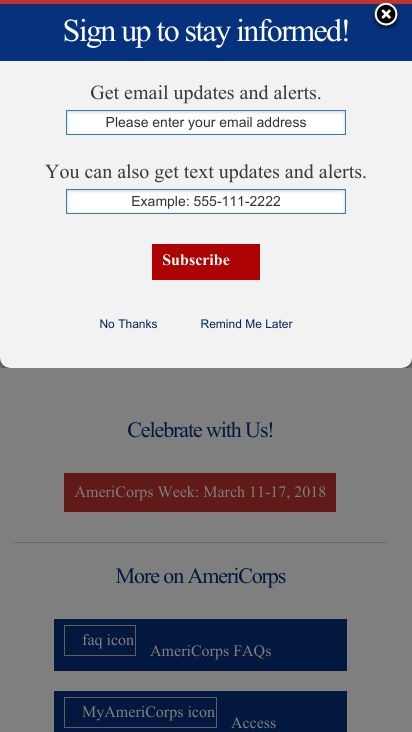 Sign up to stay informed!
Get email updates and alerts.
Please enter your email address
You can also get text updates and alerts.
Example: 555-111-2222
Subscribe
No Thanks
Remind Me Later
Celebrate with Us!
AmeriCorps Week: March 11-17, 2018
More on AmeriCorps
faq icon
AmeriCorps FAQs
MyAmeriCorps icon
Access